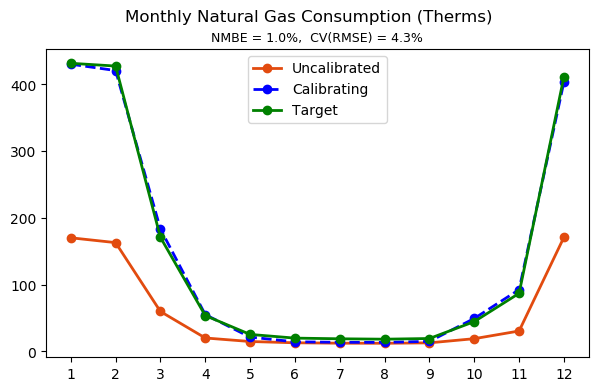 Monthly Natural Gas Consumption (Therms)
NMBE = 1.0%,  CV(RMSE) = 4.3%
Uncalibrated
Calibrating
Target
400
300
200
100
0
1 2 3 4 5 6 7 8 9 10 11 12